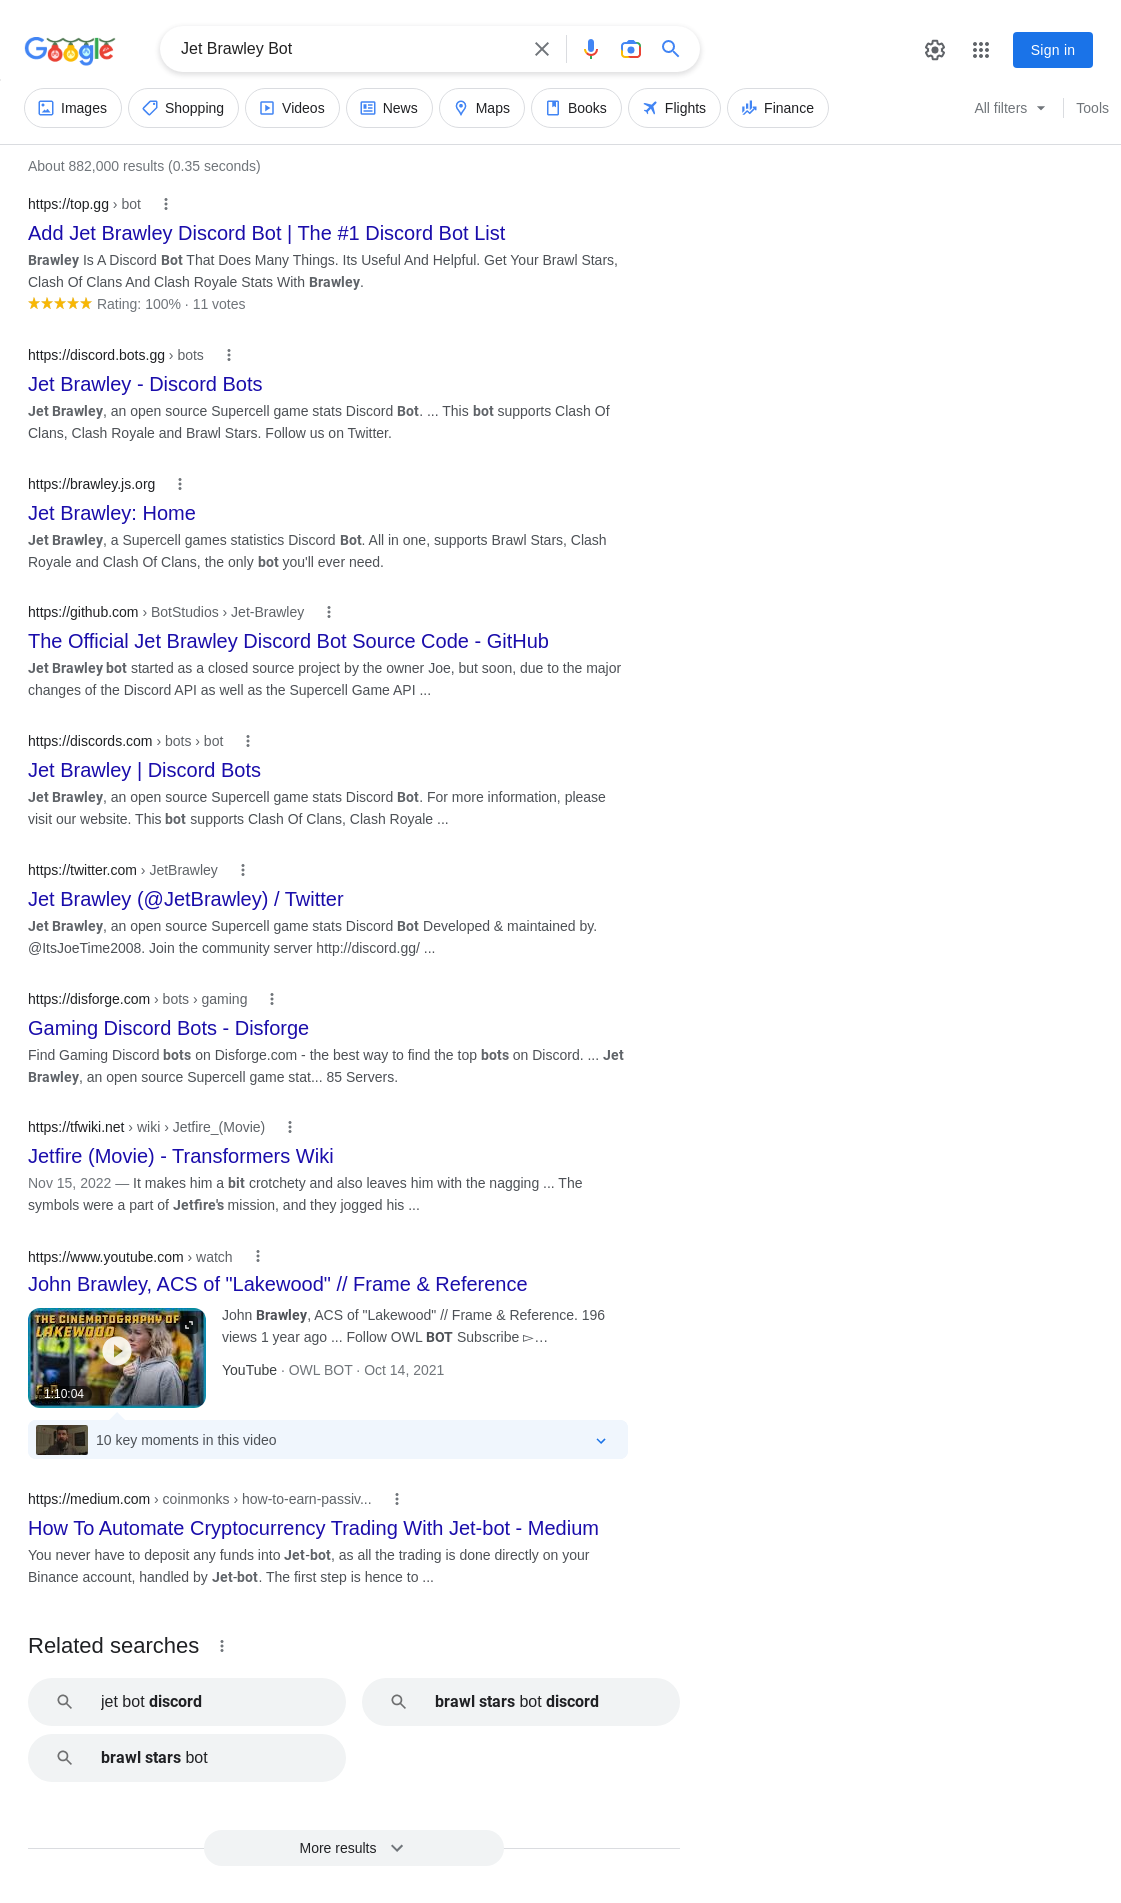 Google
Jet Brawley Bot
Sign in
Images
Shopping
Videos
News
Maps
Books
Flights
Finance
All filters
Tools
About 882,000 results (0.35 seconds)
https://top.gg › bot
Add Jet Brawley Discord Bot | The #1 Discord Bot List
Brawley Is A Discord Bot That Does Many Things. Its Useful And Helpful. Get Your Brawl Stars,
Clash Of Clans And Clash Royale Stats With Brawley.
Rating: 100% · 11 votes
https://discord.bots.gg › bots
Jet Brawley - Discord Bots
Jet Brawley, an open source Supercell game stats Discord Bot. ... This bot supports Clash Of
Clans, Clash Royale and Brawl Stars. Follow us on Twitter.
https://brawley.js.org
Jet Brawley: Home
Jet Brawley, a Supercell games statistics Discord Bot. All in one, supports Brawl Stars, Clash
Royale and Clash Of Clans, the only bot you'll ever need.
https://github.com › BotStudios › Jet-Brawley
The Official Jet Brawley Discord Bot Source Code - GitHub
Jet Brawley bot started as a closed source project by the owner Joe, but soon, due to the major
changes of the Discord API as well as the Supercell Game API ...
https://discords.com › bots › bot
Jet Brawley | Discord Bots
Jet Brawley, an open source Supercell game stats Discord Bot. For more information, please
visit our website. This bot supports Clash Of Clans, Clash Royale ...
https://twitter.com › JetBrawley
Jet Brawley (@JetBrawley) / Twitter
Jet Brawley, an open source Supercell game stats Discord Bot Developed & maintained by.
@ItsJoeTime2008. Join the community server http://discord.gg/ ...
https://disforge.com › bots › gaming
Gaming Discord Bots - Disforge
Find Gaming Discord bots on Disforge.com - the best way to find the top bots on Discord. ... Jet
Brawley, an open source Supercell game stat... 85 Servers.
https://tfwiki.net › wiki › Jetfire_(Movie)
Jetfire (Movie) - Transformers Wiki
Nov 15, 2022 — It makes him a bit crotchety and also leaves him with the nagging ... The
symbols were a part of Jetfire's mission, and they jogged his ...
https://www.youtube.com › watch
John Brawley, ACS of "Lakewood" // Frame & Reference
THE CINEMATOGRAPHY OF
LAKEWOOD
1:10:04
John Brawley, ACS of "Lakewood" // Frame & Reference. 196
views 1 year ago ... Follow OWL BOT Subscribe ▻…
YouTube · OWL BOT · Oct 14, 2021
10 key moments in this video
https://medium.com › coinmonks › how-to-earn-passiv...
How To Automate Cryptocurrency Trading With Jet-bot - Medium
You never have to deposit any funds into Jet-bot, as all the trading is done directly on your
Binance account, handled by Jet-bot. The first step is hence to ...
Related searches
jet bot discord
brawl stars bot discord
brawl stars bot
More results